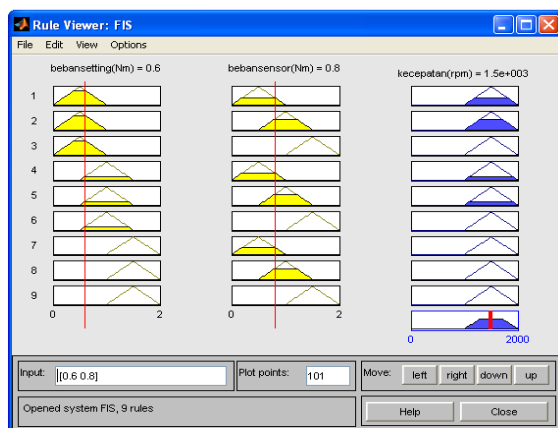 Rule Viewer: FIS
File Edit View Options
bebansetting(Nm) = 0.6 bebansensor(Nm) = 0.8 kecepatan(rpm) = 1.5e+003
1
2
3
4
5
6
7
8
9
0 2 0 2
0 2000
Input: [0.6 0.8] Plot points: 101 Move: left right down up
Opened system FIS, 9 rules Help Close